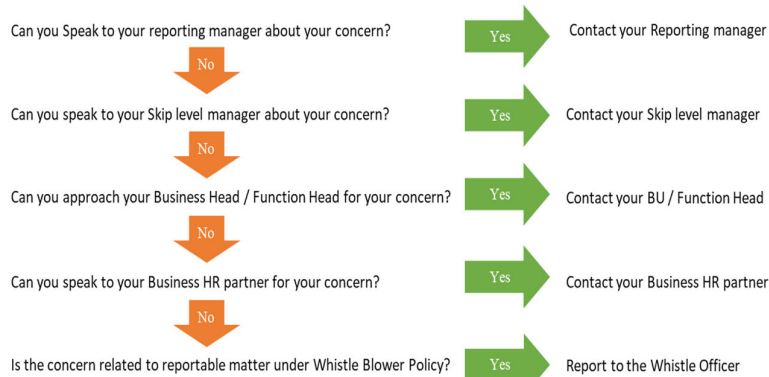 Can you Speak to your reporting manager about your concern? Yes Contact your Reporting manager
No
Can you speak to your Skip level manager about your concern? Yes Contact your Skip level manager
No
Can you approach your Business Head / Function Head for your concern? Yes Contact your BU / Function Head
No
Can you speak to your Business HR partner for your concern? Yes Contact your Business HR partner
No
Is the concern related to reportable matter under Whistle Blower Policy? Yes Report to the Whistle Officer